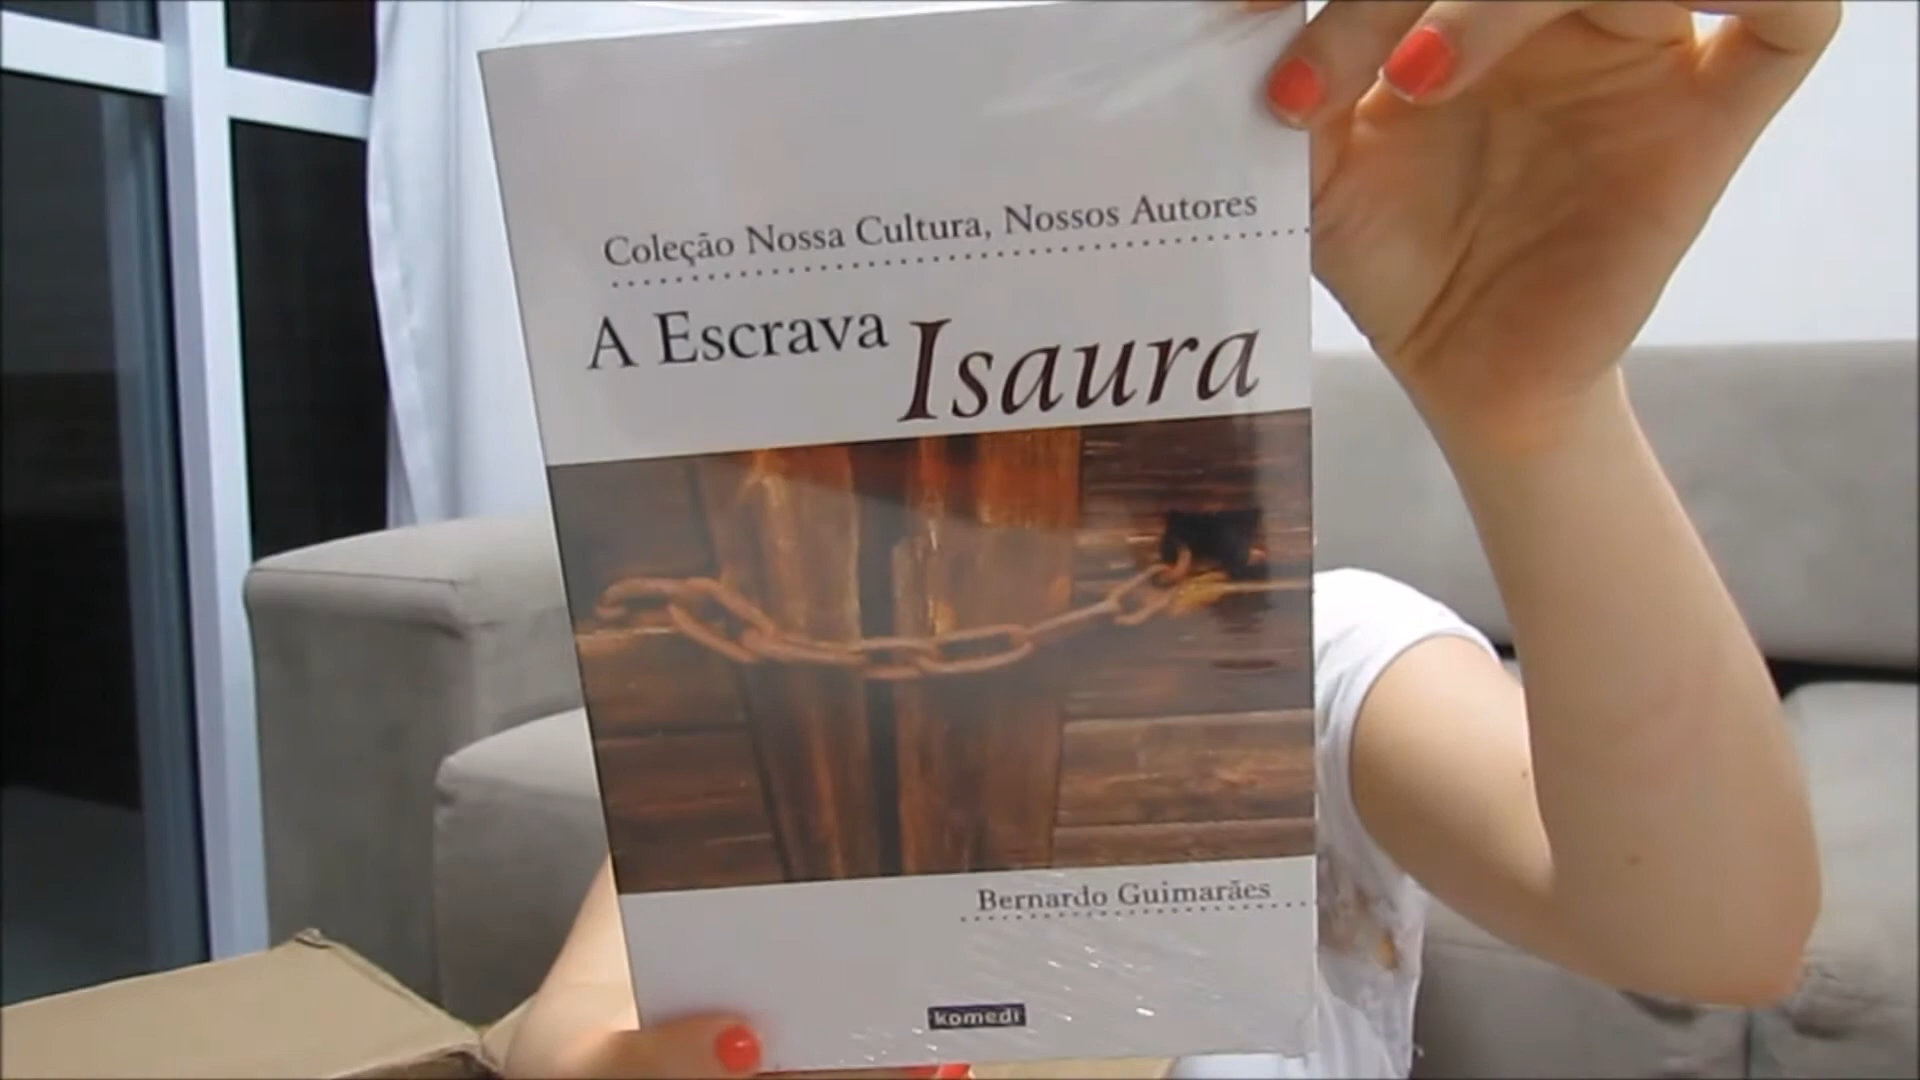 Coleção Nossa Cultura, Nossos Autores
A Escrava Isaura
Bernardo Guimarães
komedi